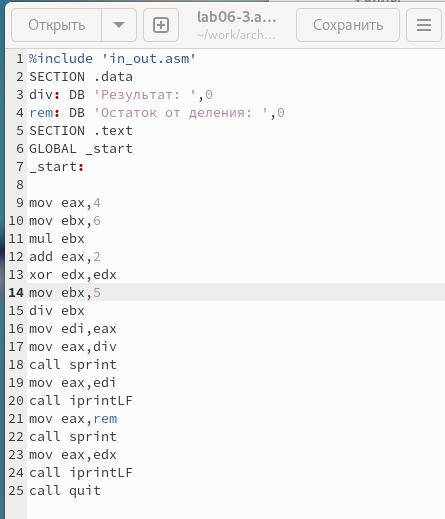 Открыть
lab06-3.a...
~/work/arch...
Сохранить
1 %include 'in_out.asm'
2 SECTION .data
3 div: DB 'Результат: ',0
4 rem: DB 'Остаток от деления: ',0
5 SECTION .text
6 GLOBAL _start
7 _start:
8
9 mov eax,4
10 mov ebx,6
11 mul ebx
12 add eax,2
13 xor edx,edx
14 mov ebx,5
15 div ebx
16 mov edi,eax
17 mov eax,div
18 call sprint
19 mov eax,edi
20 call iprintLF
21 mov eax,rem
22 call sprint
23 mov eax,edx
24 call iprintLF
25 call quit